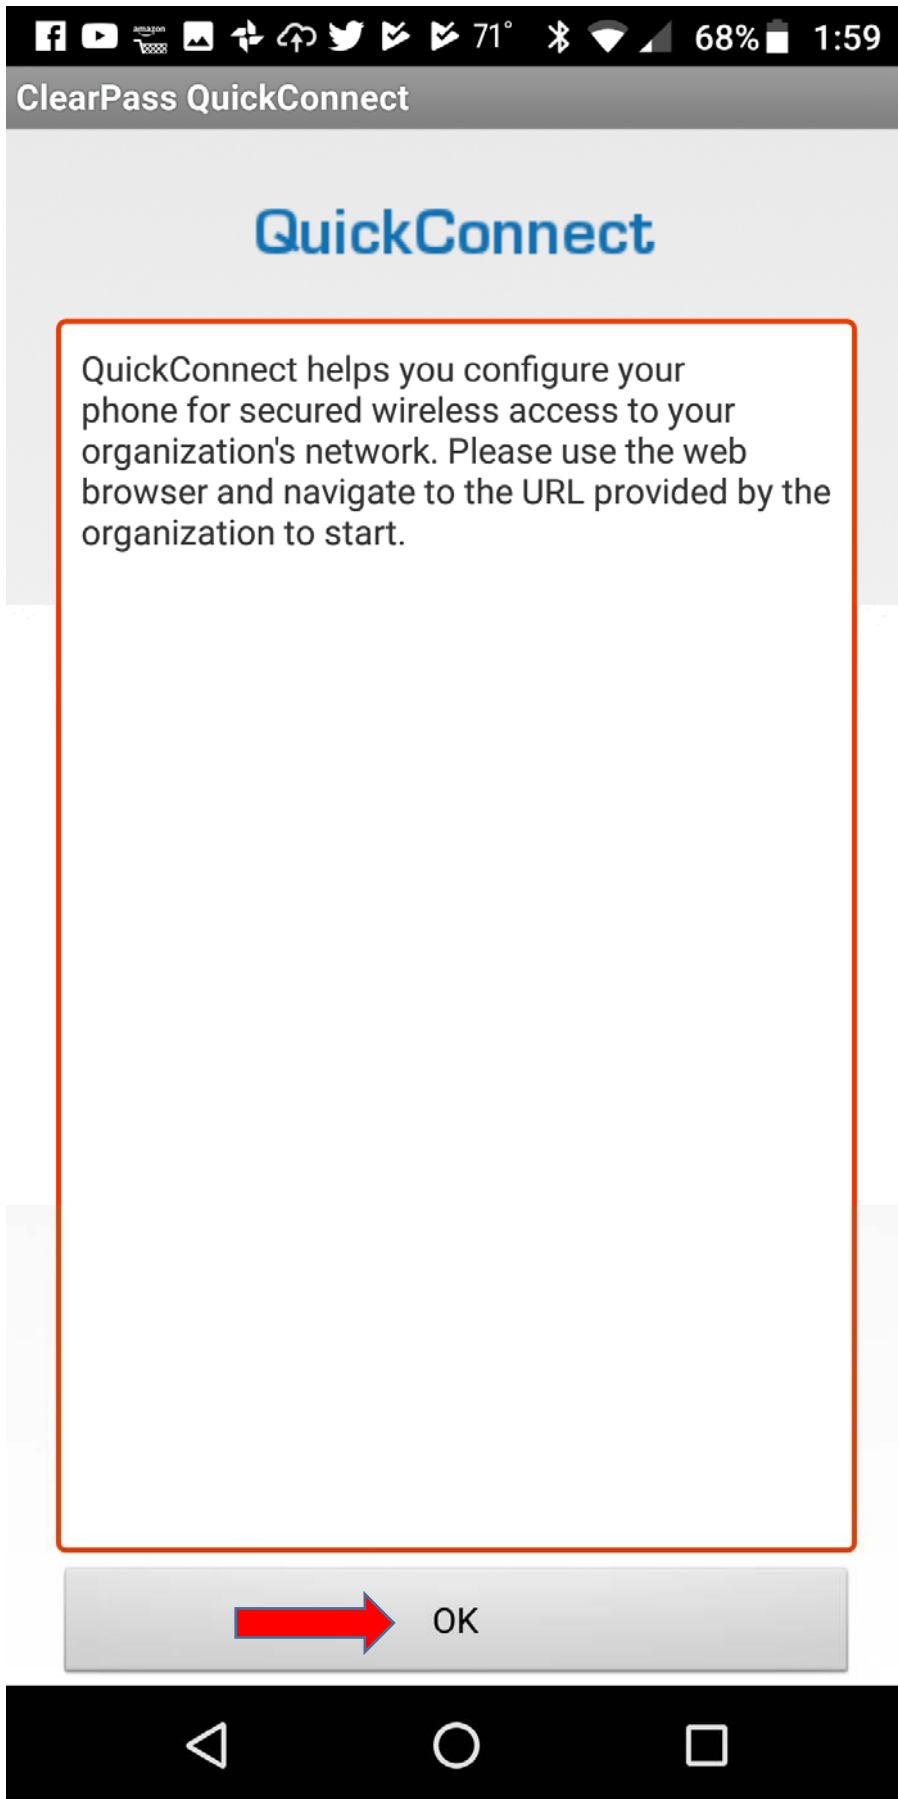 71° 68% 1:59
amazon
ClearPass QuickConnect
QuickConnect
QuickConnect helps you configure your
phone for secured wireless access to your
organization's network. Please use the web
browser and navigate to the URL provided by the
organization to start.
OK